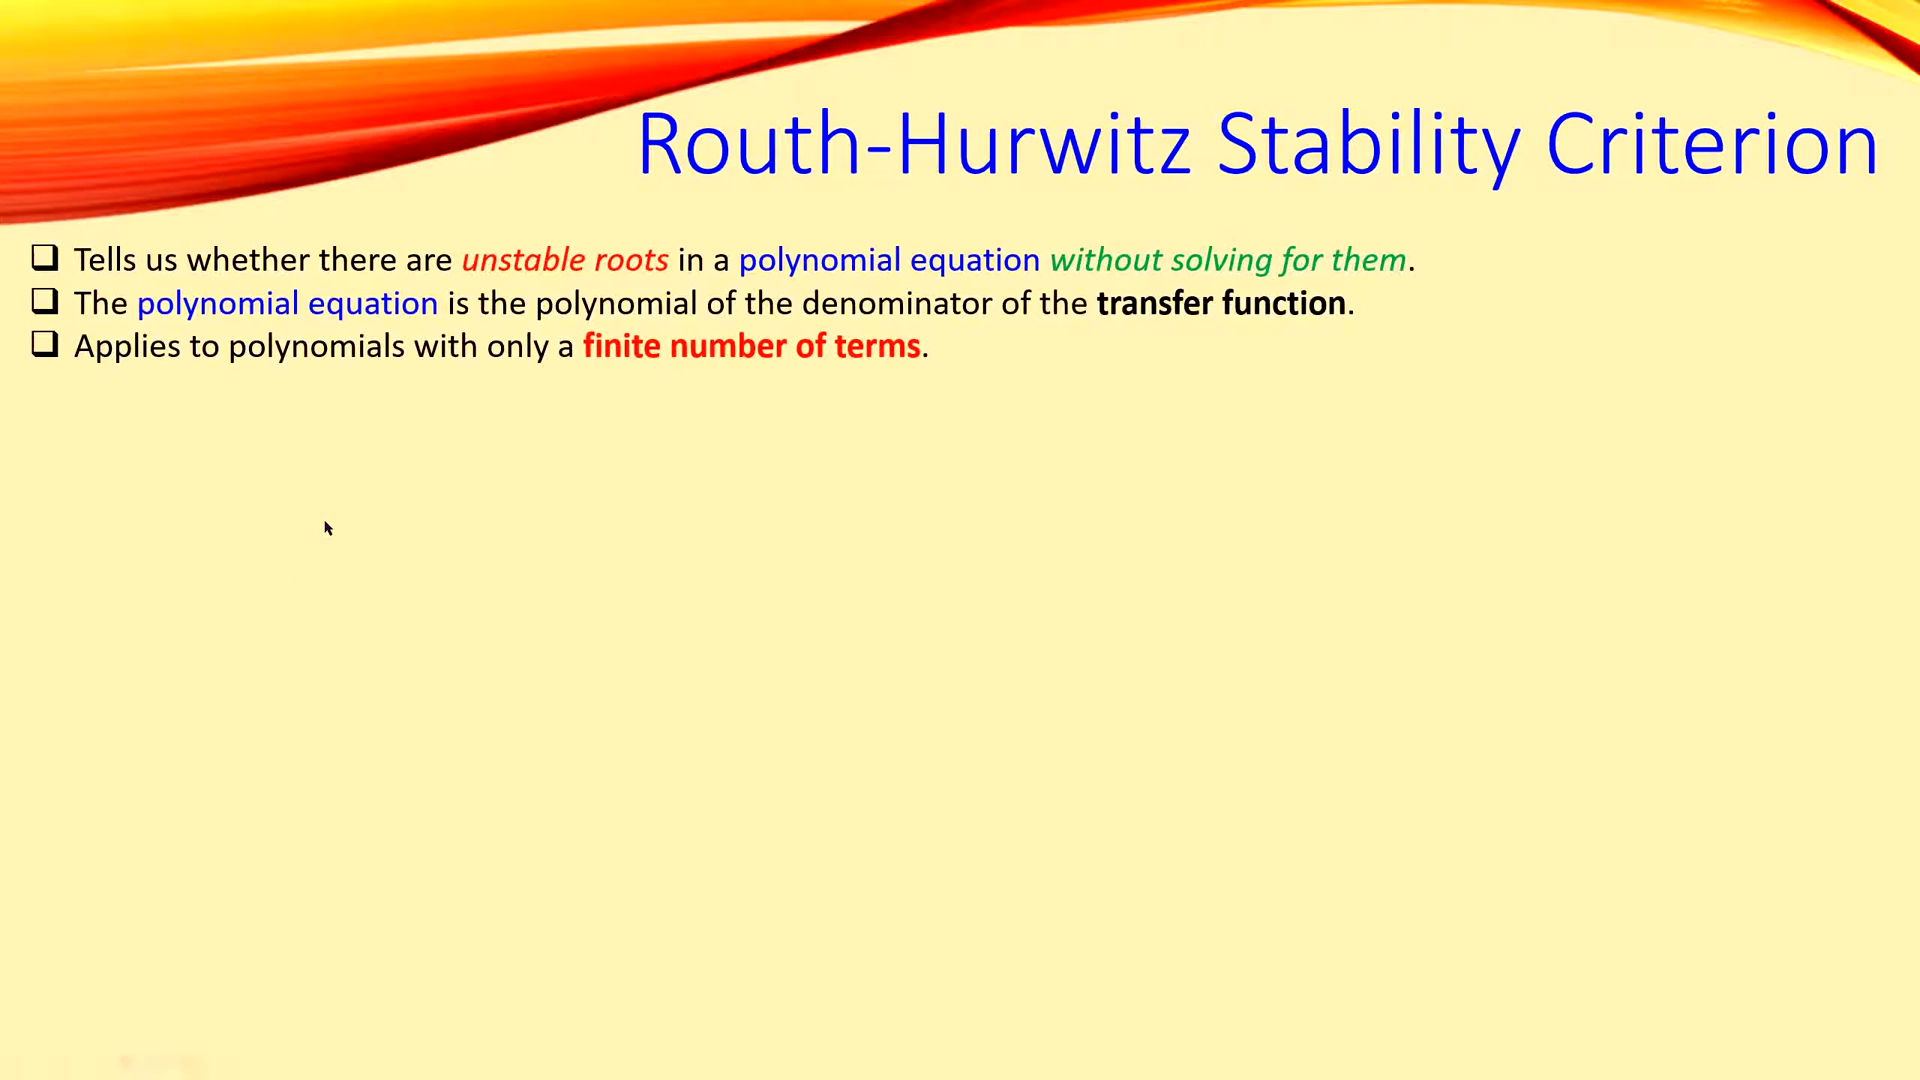 Routh-Hurwitz Stability Criterion
❑ Tells us whether there are unstable roots in a polynomial equation without solving for them.
❑ The polynomial equation is the polynomial of the denominator of the transfer function.
❑ Applies to polynomials with only a finite number of terms.